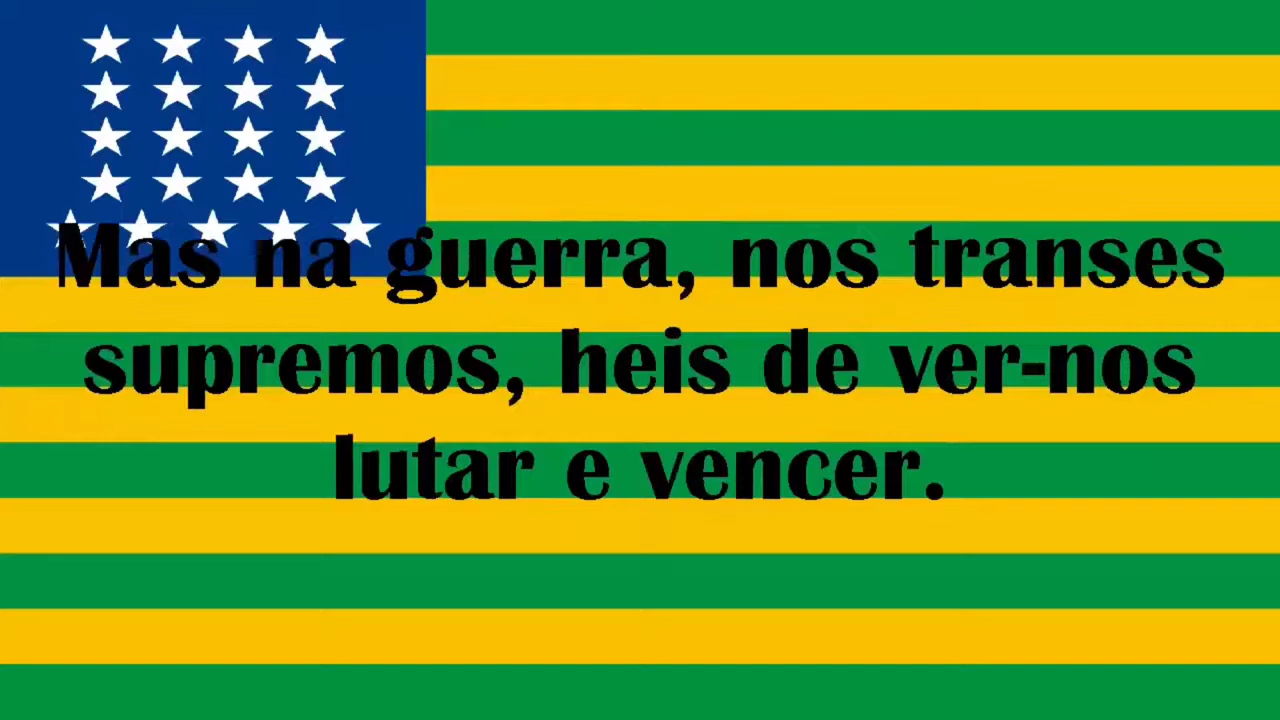 Mas na guerra, nos transes
supremos, heis de ver-nos
lutar e vencer.